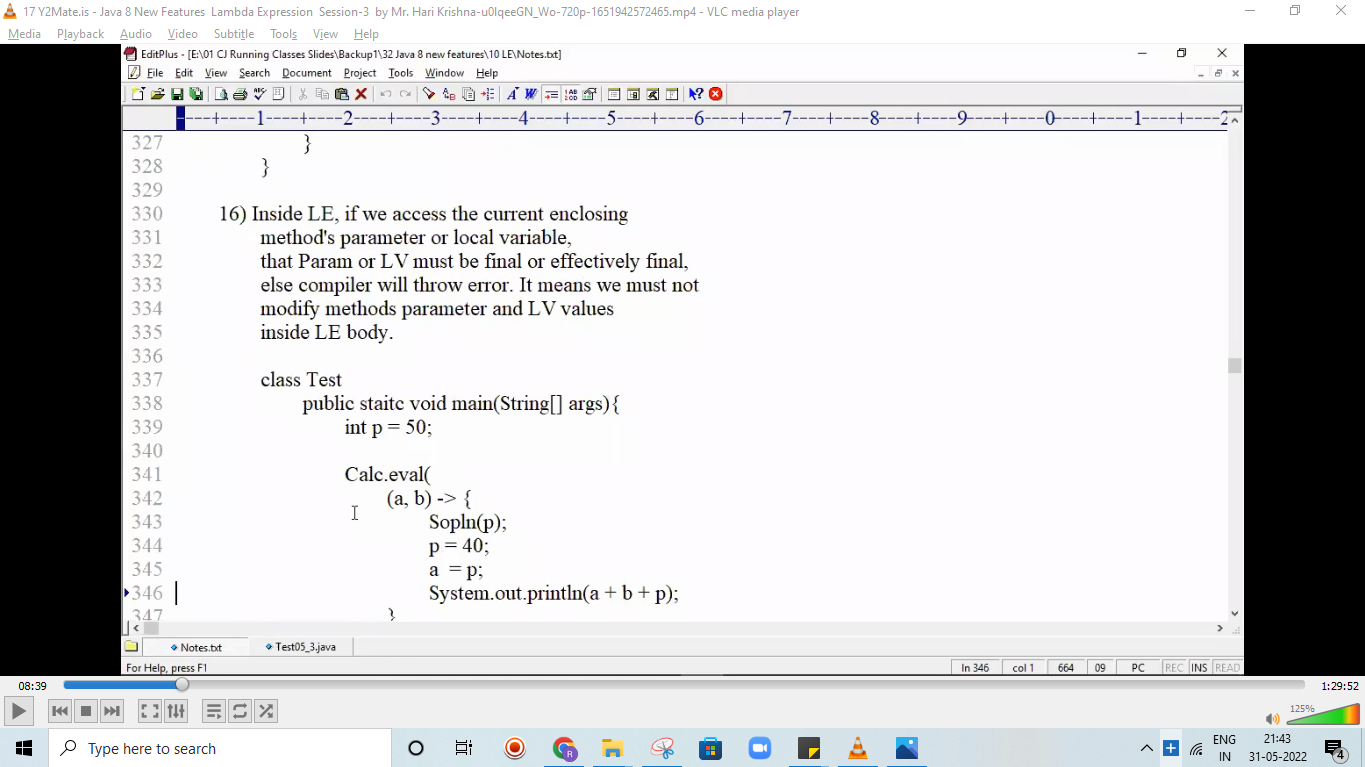 17 Y2Mate.is - Java 8 New Features Lambda Expression Session-3 by Mr. Hari Krishna-u0lqeeGN_Wo-720p-1651942572465.mp4 - VLC media player
Media Playback Audio Video Subtitle Tools View Help
EditPlus - [E:\01 CJ Running Classes Slides\Backup1\32 Java 8 new features\10 LE\Notes.txt]
File Edit View Search Document Project Tools Window Help
----+----1----+----2----+----3----+----4----+----5----+----6----+----7----+----8----+----9----+----0----+----1----+----2
327 }
328 }
329
330 16) Inside LE, if we access the current enclosing
331 method's parameter or local variable,
332 that Param or LV must be final or effectively final,
333 else compiler will throw error. It means we must not
334 modify methods parameter and LV values
335 inside LE body.
336
337 class Test
338 public staitc void main(String[] args){
339 int p = 50;
340
341 Calc.eval(
342 (a, b) -> {
343 Sopln(p);
344 p = 40;
345 a = p;
346 System.out.println(a + b + p);
347 }
Notes.txt Test05_3.java
For Help, press F1 ln 346 col 1 664 09 PC REC INS READ
08:39 1:29:52
125%
Type here to search
ENG 21:43
IN 31-05-2022 4